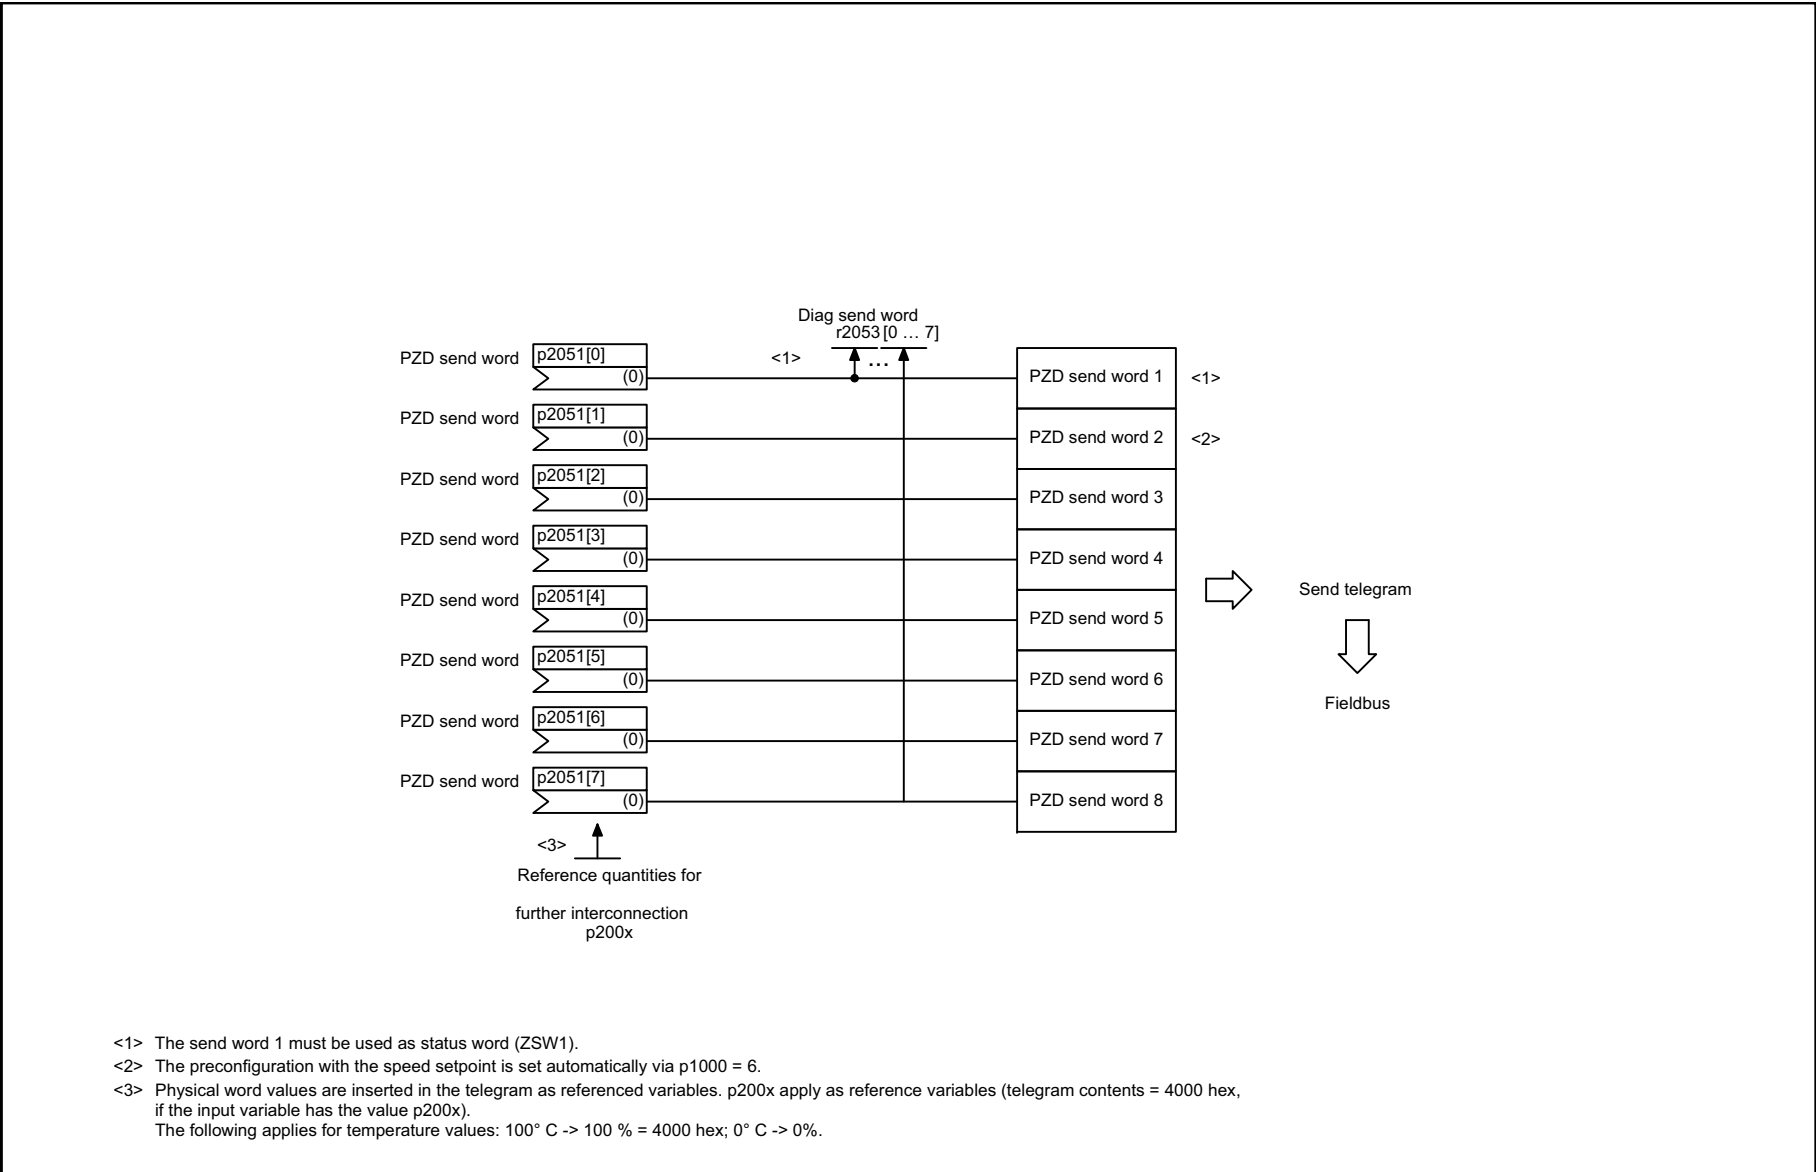 Diag send word
r2053 [0 … 7]
PZD send word p2051[0] <1> ...
(0) PZD send word 1 <1>
PZD send word p2051[1]
(0) PZD send word 2 <2>
PZD send word p2051[2]
(0) PZD send word 3
PZD send word p2051[3]
(0) PZD send word 4
PZD send word p2051[4]
(0) PZD send word 5
PZD send word p2051[5]
(0) PZD send word 6
PZD send word p2051[6]
(0) PZD send word 7
PZD send word p2051[7]
(0) PZD send word 8
Send telegram
Fieldbus
<3>
Reference quantities for
further interconnection
p200x
<1> The send word 1 must be used as status word (ZSW1).
<2> The preconfiguration with the speed setpoint is set automatically via p1000 = 6.
<3> Physical word values are inserted in the telegram as referenced variables. p200x apply as reference variables (telegram contents = 4000 hex,
if the input variable has the value p200x).
The following applies for temperature values: 100° C -> 100 % = 4000 hex; 0° C -> 0%.